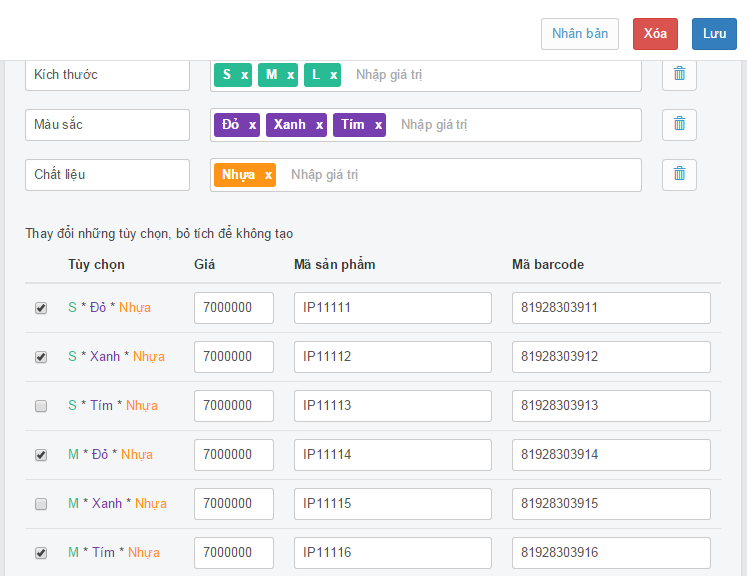 Nhân bản Xóa Lưu
Kích thước S x M x L x Nhập giá trị
Màu sắc Đỏ x Xanh x Tím x Nhập giá trị
Chất liệu Nhựa x Nhập giá trị
Thay đổi những tùy chọn, bỏ tích để không tạo
Tùy chọn Giá Mã sản phẩm Mã barcode
S * Đỏ * Nhựa 7000000 IP11111 81928303911
S * Xanh * Nhựa 7000000 IP11112 81928303912
S * Tím * Nhựa 7000000 IP11113 81928303913
M * Đỏ * Nhựa 7000000 IP11114 81928303914
M * Xanh * Nhựa 7000000 IP11115 81928303915
M * Tím * Nhựa 7000000 IP11116 81928303916